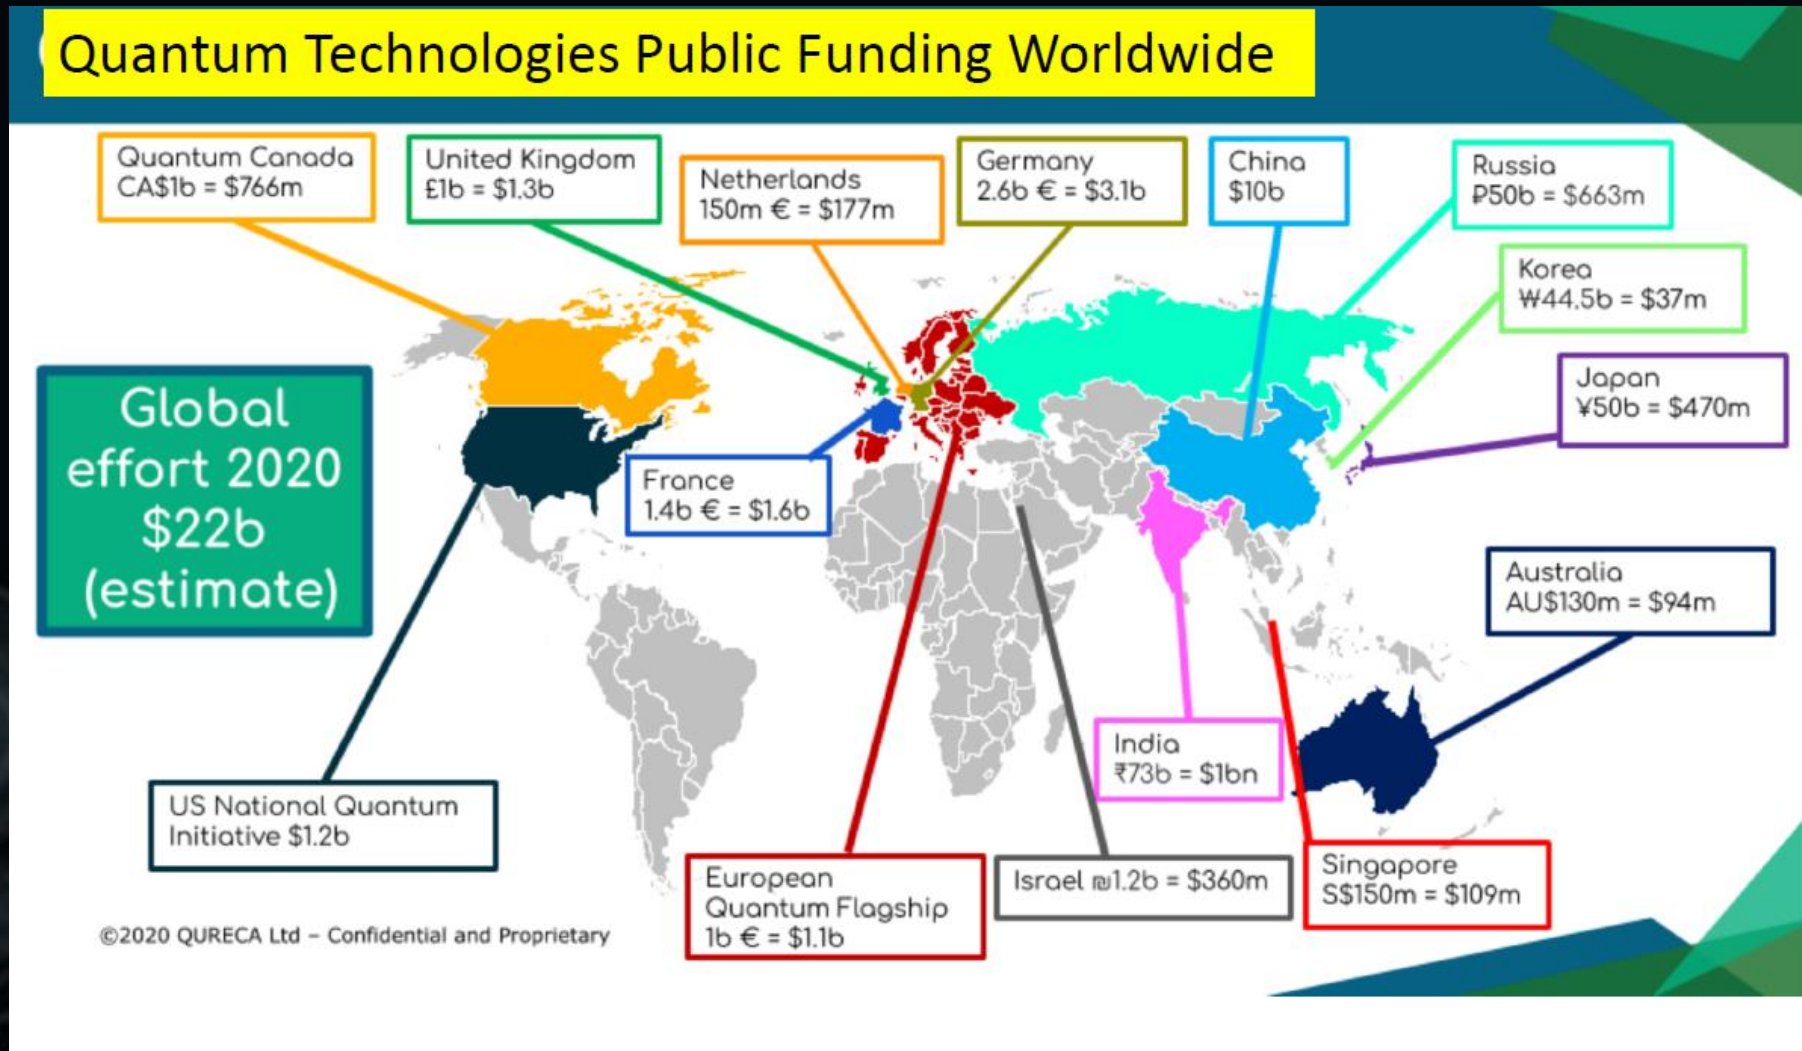 Quantum Technologies Public Funding Worldwide
Quantum Canada
CA$1b = $766m
United Kingdom
£1b = $1.3b
Netherlands
150m € = $177m
Germany
2.6b € = $3.1b
China
$10b
Russia
₽50b = $663m
Korea
₩44.5b = $37m
Japan
¥50b = $470m
Global
effort 2020
$22b
(estimate)
France
1.4b € = $1.6b
Australia
AU$130m = $94m
India
₹73b = $1bn
US National Quantum
Initiative $1.2b
European
Quantum Flagship
1b € = $1.1b
Israel ₪1.2b = $360m
Singapore
S$150m = $109m
©2020 QURECA Ltd – Confidential and Proprietary